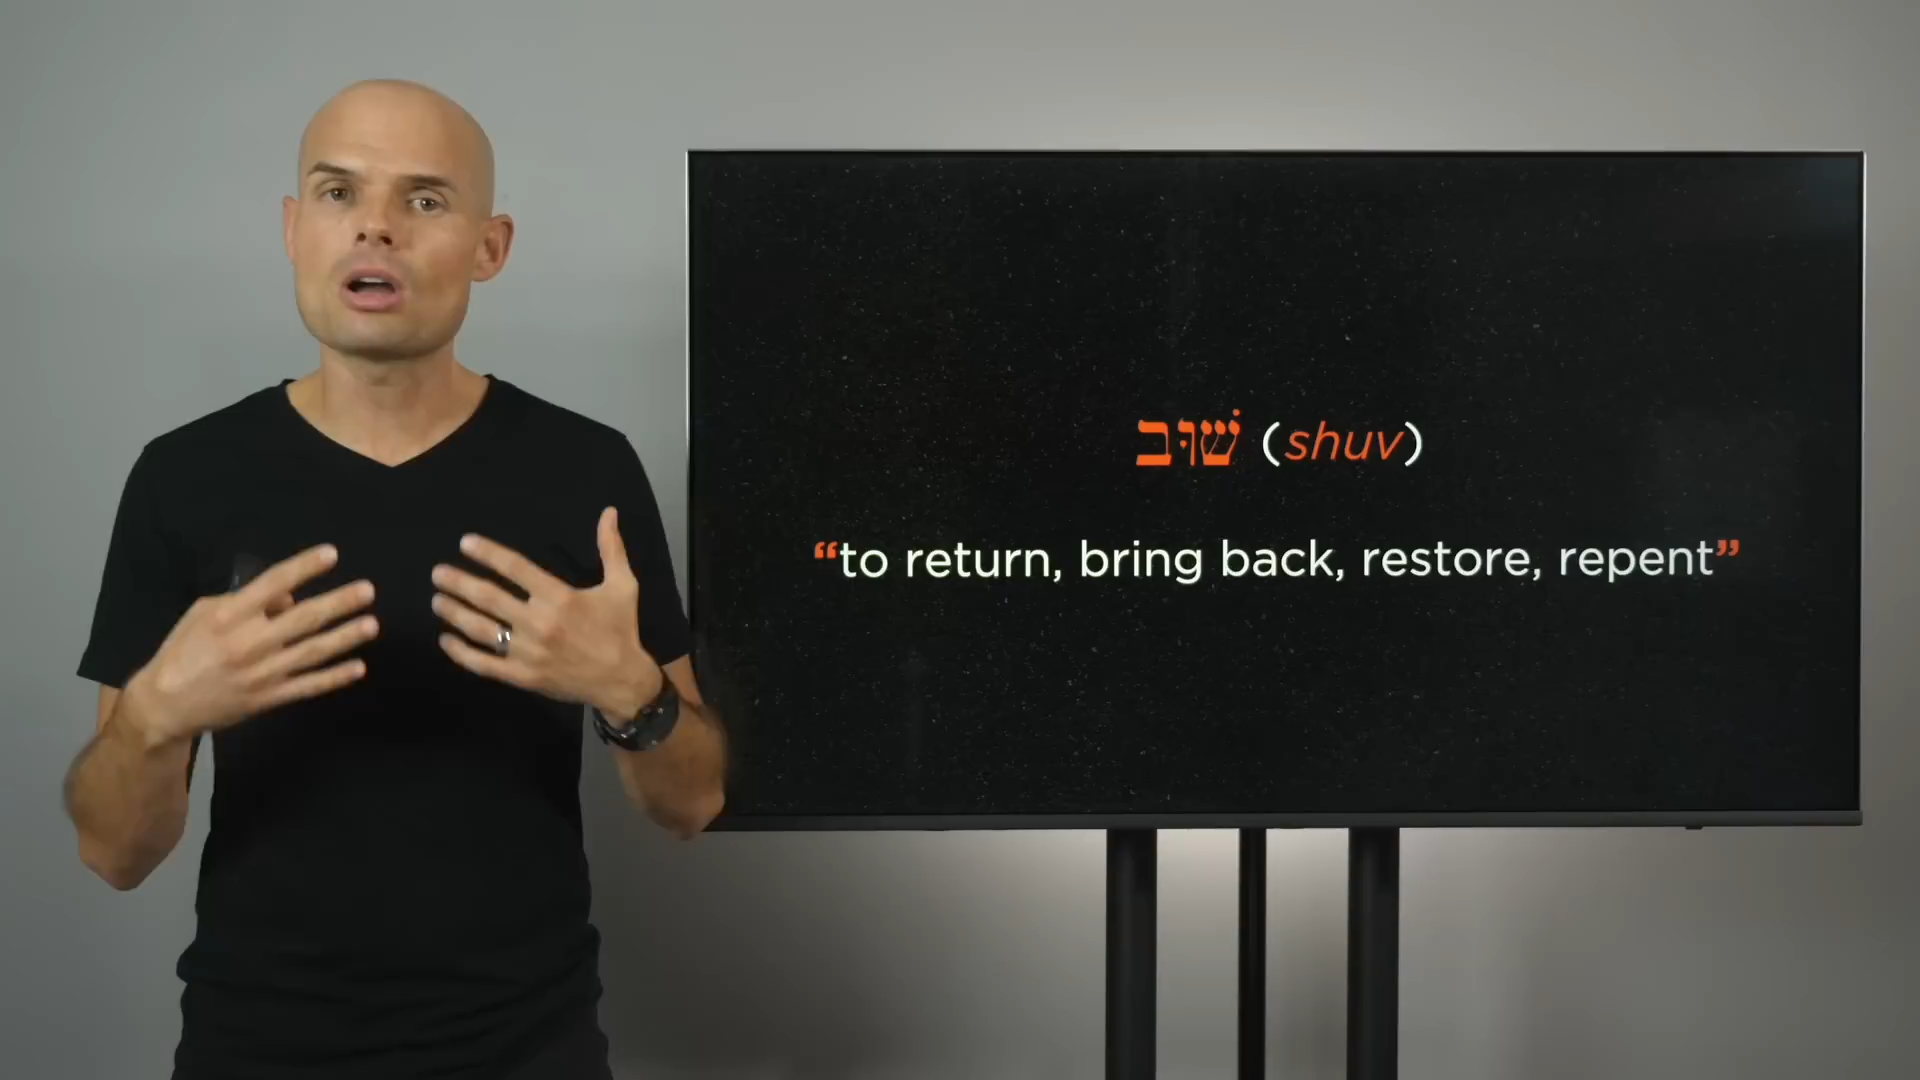 שׁוּב (shuv)
“to return, bring back, restore, repent”